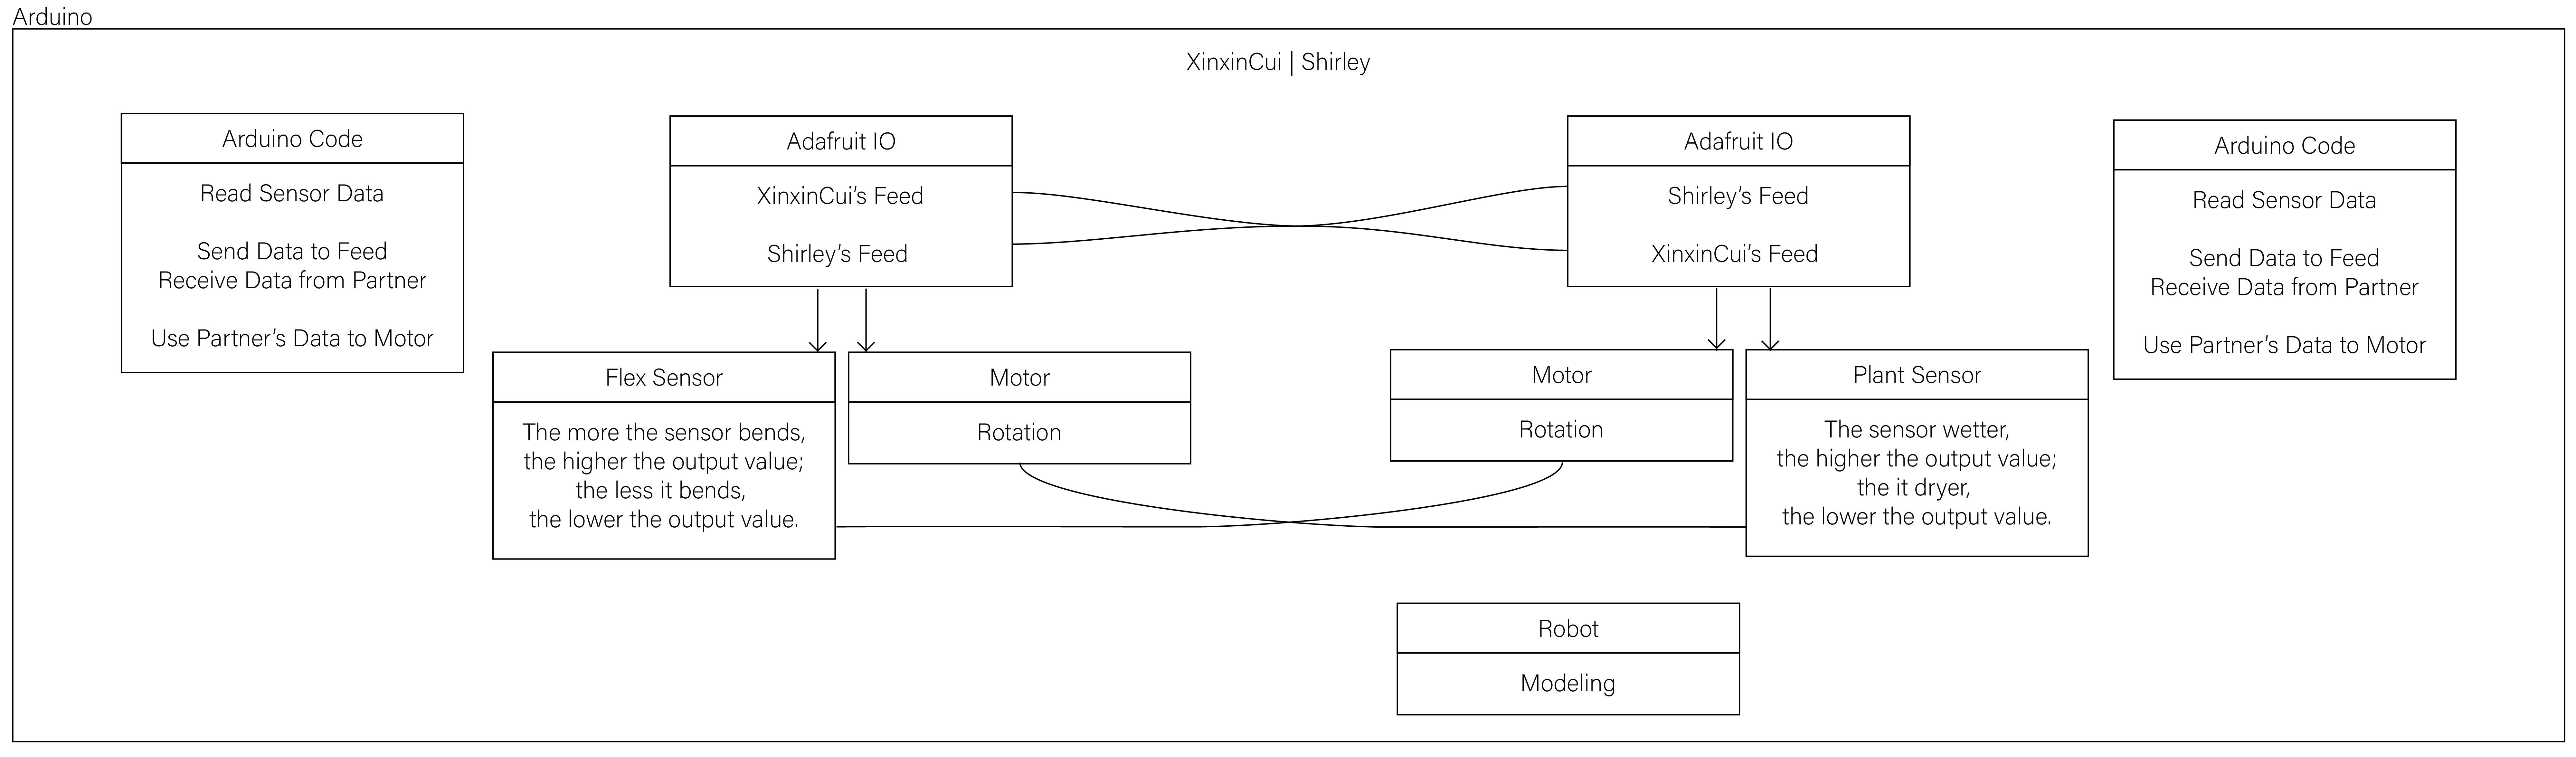 Arduino
XinxinCui | Shirley
Arduino Code
Read Sensor Data
Send Data to Feed
Receive Data from Partner
Use Partner's Data to Motor
Adafruit IO
XinxinCui's Feed
Shirley's Feed
Adafruit IO
Shirley's Feed
XinxinCui's Feed
Arduino Code
Read Sensor Data
Send Data to Feed
Receive Data from Partner
Use Partner's Data to Motor
Flex Sensor
The more the sensor bends,
the higher the output value;
the less it bends,
the lower the output value.
Motor
Rotation
Motor
Rotation
Plant Sensor
The sensor wetter,
the higher the output value;
the it dryer,
the lower the output value.
Robot
Modeling